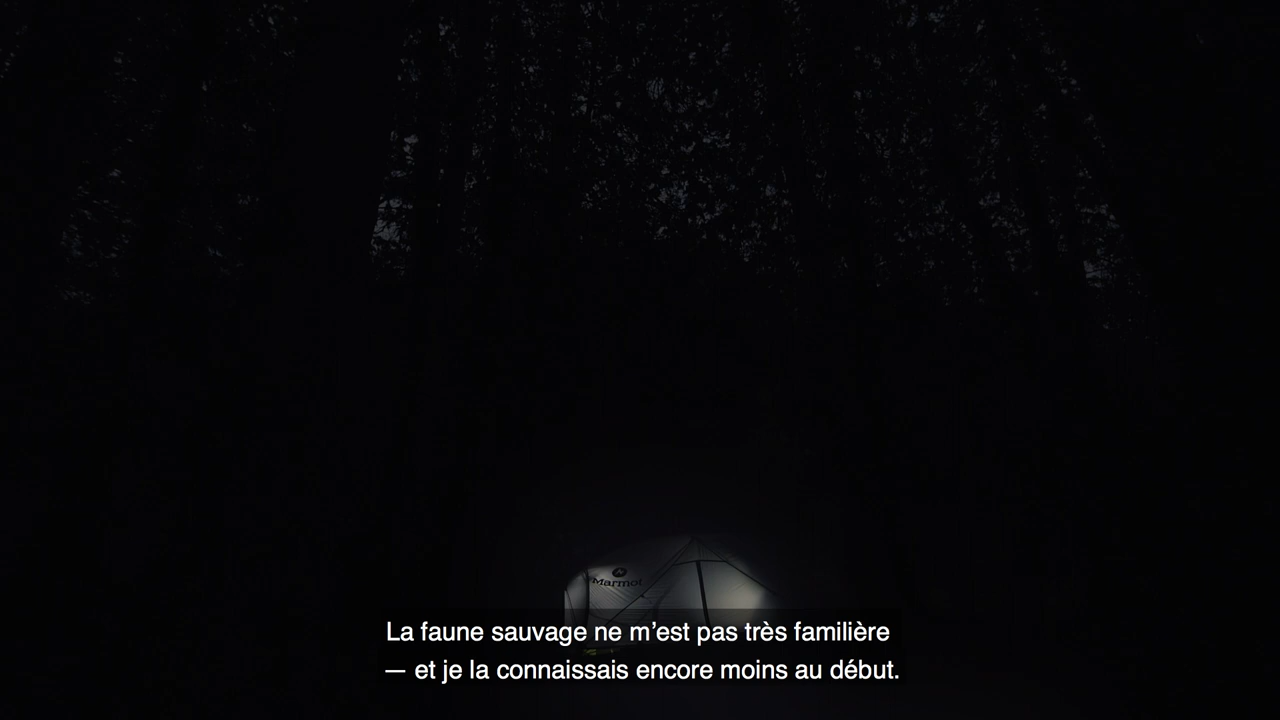 Marmot
La faune sauvage ne m’est pas très familière
— et je la connaissais encore moins au début.